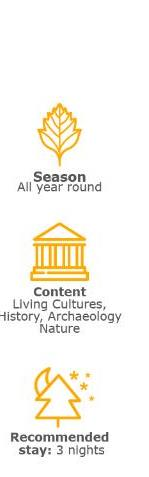 Season
All year round
Content
Living Cultures,
History, Archaeology
Nature
Recommended
stay: 3 nights